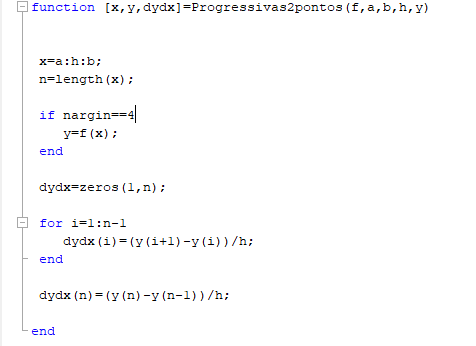 function [x,y,dydx]=Progressivas2pontos(f,a,b,h,y)
x=a:h:b;
n=length(x);
if nargin==4
y=f(x);
end
dydx=zeros(1,n);
for i=1:n-1
dydx(i)=(y(i+1)-y(i))/h;
end
dydx(n)=(y(n)-y(n-1))/h;
end